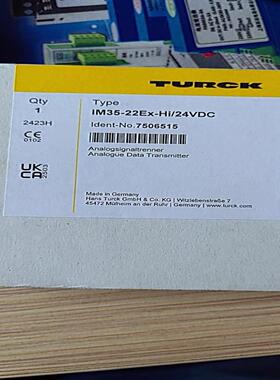 TURCK
Qty
1
2423H
CE
0102
UK
CA
2503
Type
IM35-22Ex-Hi/24VDC
Ident-No.7506515
Analogsignaltrenner
Analogue Data Transmitter
Made in Germany
Hans Turck GmbH & Co. KG | Witzlebenstraße 7
45472 Mülheim an der Ruhr | Germany | www.turck.com